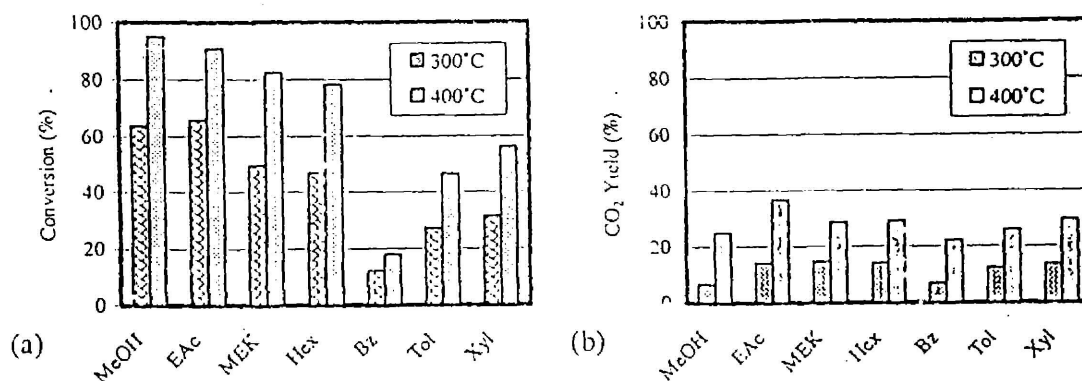 100
80
60
40
20
0
Conversion (%)
300°C
400°C
MeOH
EAc
MEK
Hex
Bz
Tol
Xyl
(a)
100
80
60
40
20
0
CO₂ Yield (%)
300°C
400°C
MeOH
EAc
MEK
Hex
Bz
Tol
Xyl
(b)